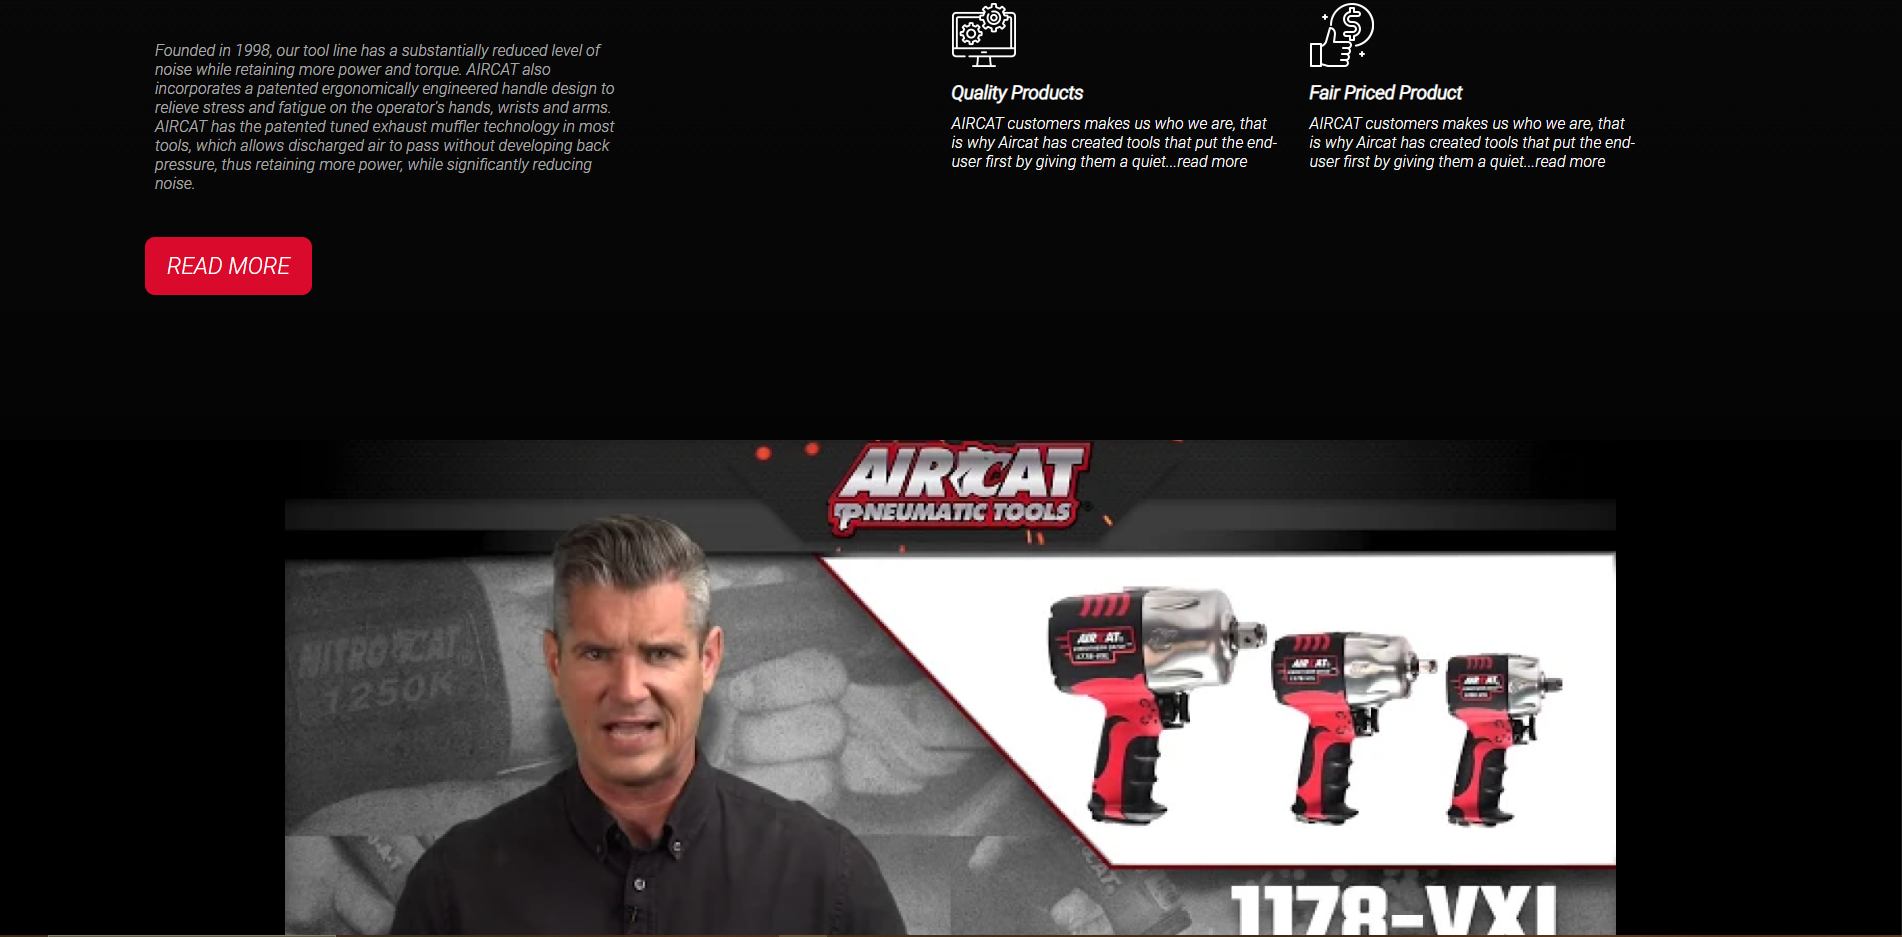 Founded in 1998, our tool line has a substantially reduced level of
noise while retaining more power and torque. AIRCAT also
incorporates a patented ergonomically engineered handle design to
relieve stress and fatigue on the operator's hands, wrists and arms.
AIRCAT has the patented tuned exhaust muffler technology in most
tools, which allows discharged air to pass without developing back
pressure, thus retaining more power, while significantly reducing
noise.
READ MORE
Quality Products
AIRCAT customers makes us who we are, that
is why Aircat has created tools that put the end-
user first by giving them a quiet...read more
Fair Priced Product
AIRCAT customers makes us who we are, that
is why Aircat has created tools that put the end-
user first by giving them a quiet...read more
AIRCAT
PNEUMATIC TOOLS
NITROCAT
1250K
AIRCAT
AIRCAT
AIRCAT
1178-VXL